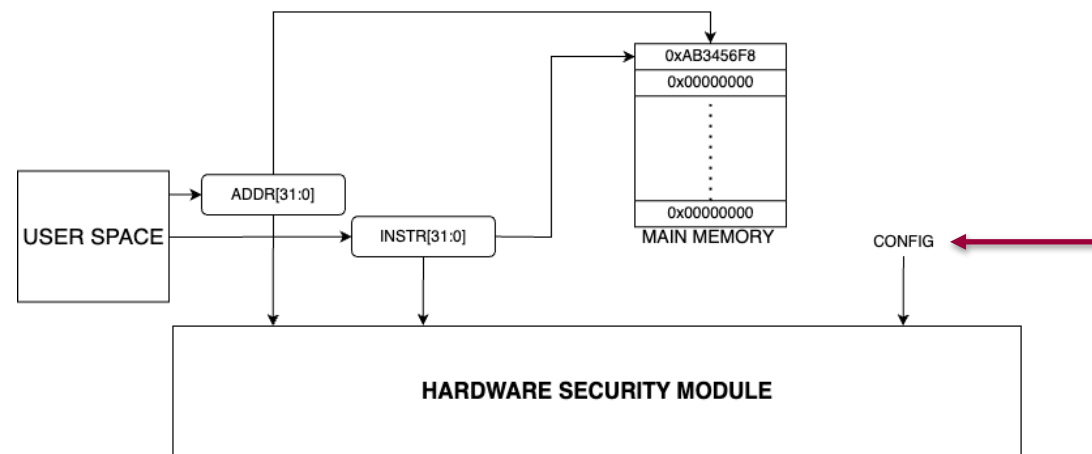 0xAB3456F8
0x00000000
ADDR[31:0]
USER SPACE
INSTR[31:0]
0x00000000
MAIN MEMORY
CONFIG
HARDWARE SECURITY MODULE